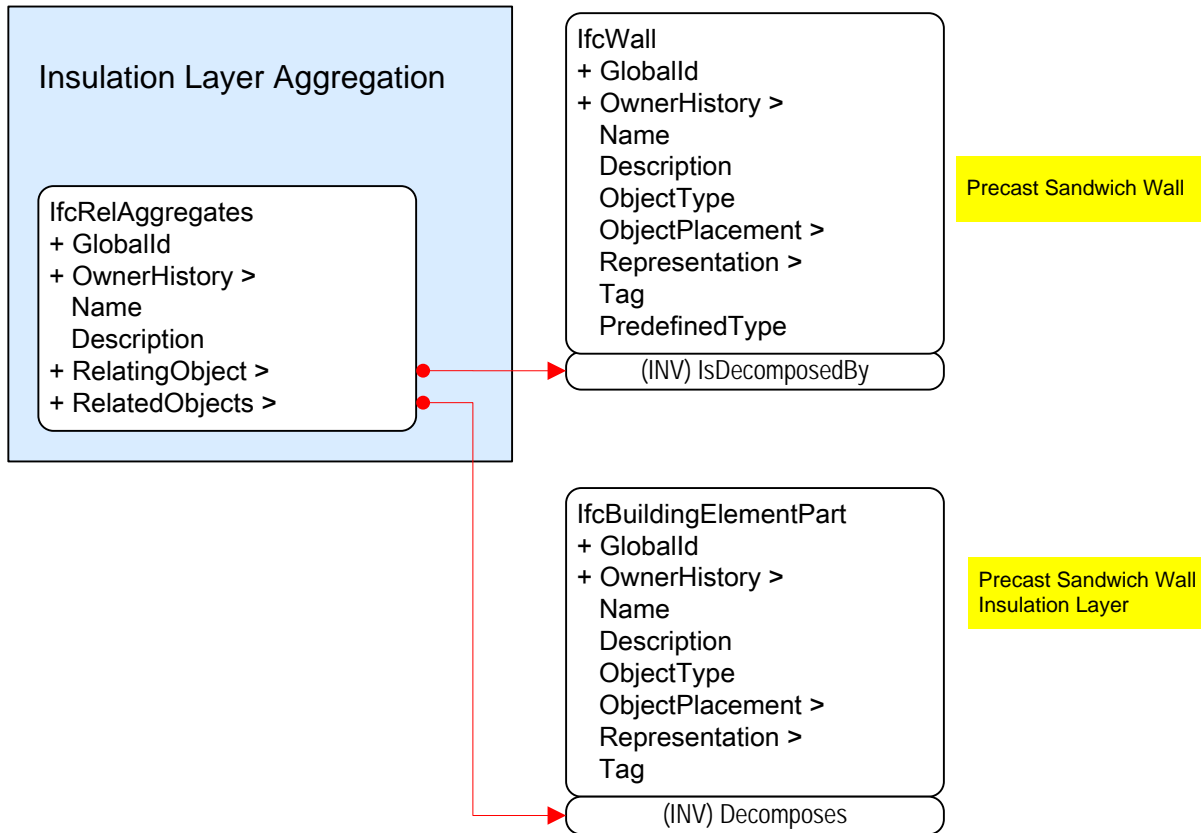 Insulation Layer Aggregation
IfcRelAggregates
+ GlobalId
+ OwnerHistory >
Name
Description
+ RelatingObject >
+ RelatedObjects >
IfcWall
+ GlobalId
+ OwnerHistory >
Name
Description
ObjectType
ObjectPlacement >
Representation >
Tag
PredefinedType
(INV) IsDecomposedBy
Precast Sandwich Wall
IfcBuildingElementPart
+ GlobalId
+ OwnerHistory >
Name
Description
ObjectType
ObjectPlacement >
Representation >
Tag
(INV) Decomposes
Precast Sandwich Wall
Insulation Layer